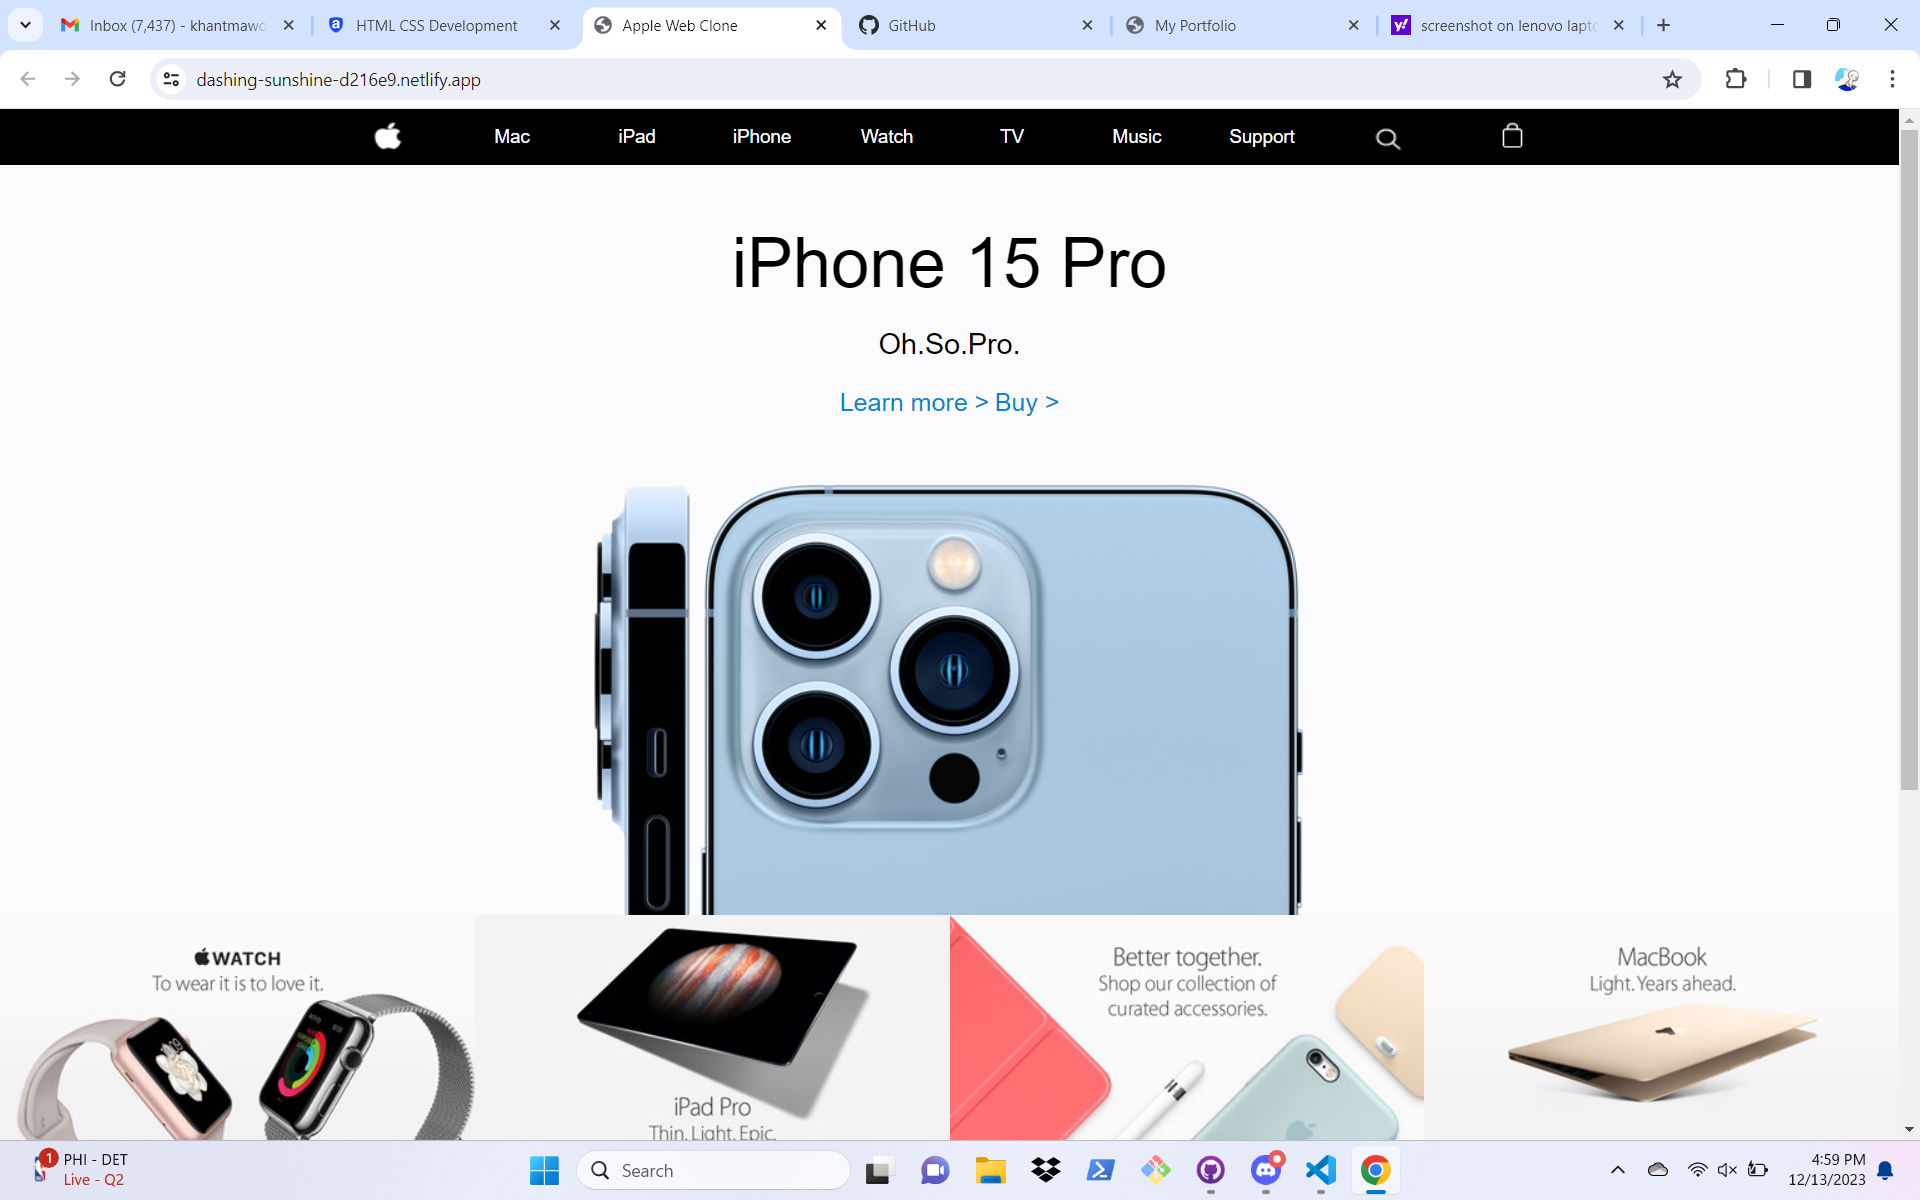 Inbox (7,437) - khantmawo
HTML CSS Development
Apple Web Clone
GitHub
My Portfolio
screenshot on lenovo lapto
dashing-sunshine-d216e9.netlify.app
Mac
iPad
iPhone
Watch
TV
Music
Support
iPhone 15 Pro
Oh.So.Pro.
Learn more > Buy >
WATCH
To wear it is to love it.
iPad Pro
Thin. Light. Epic.
Better together.
Shop our collection of
curated accessories.
MacBook
Light. Years ahead.
1
PHI - DET
Live - Q2
Search
4:59 PM
12/13/2023